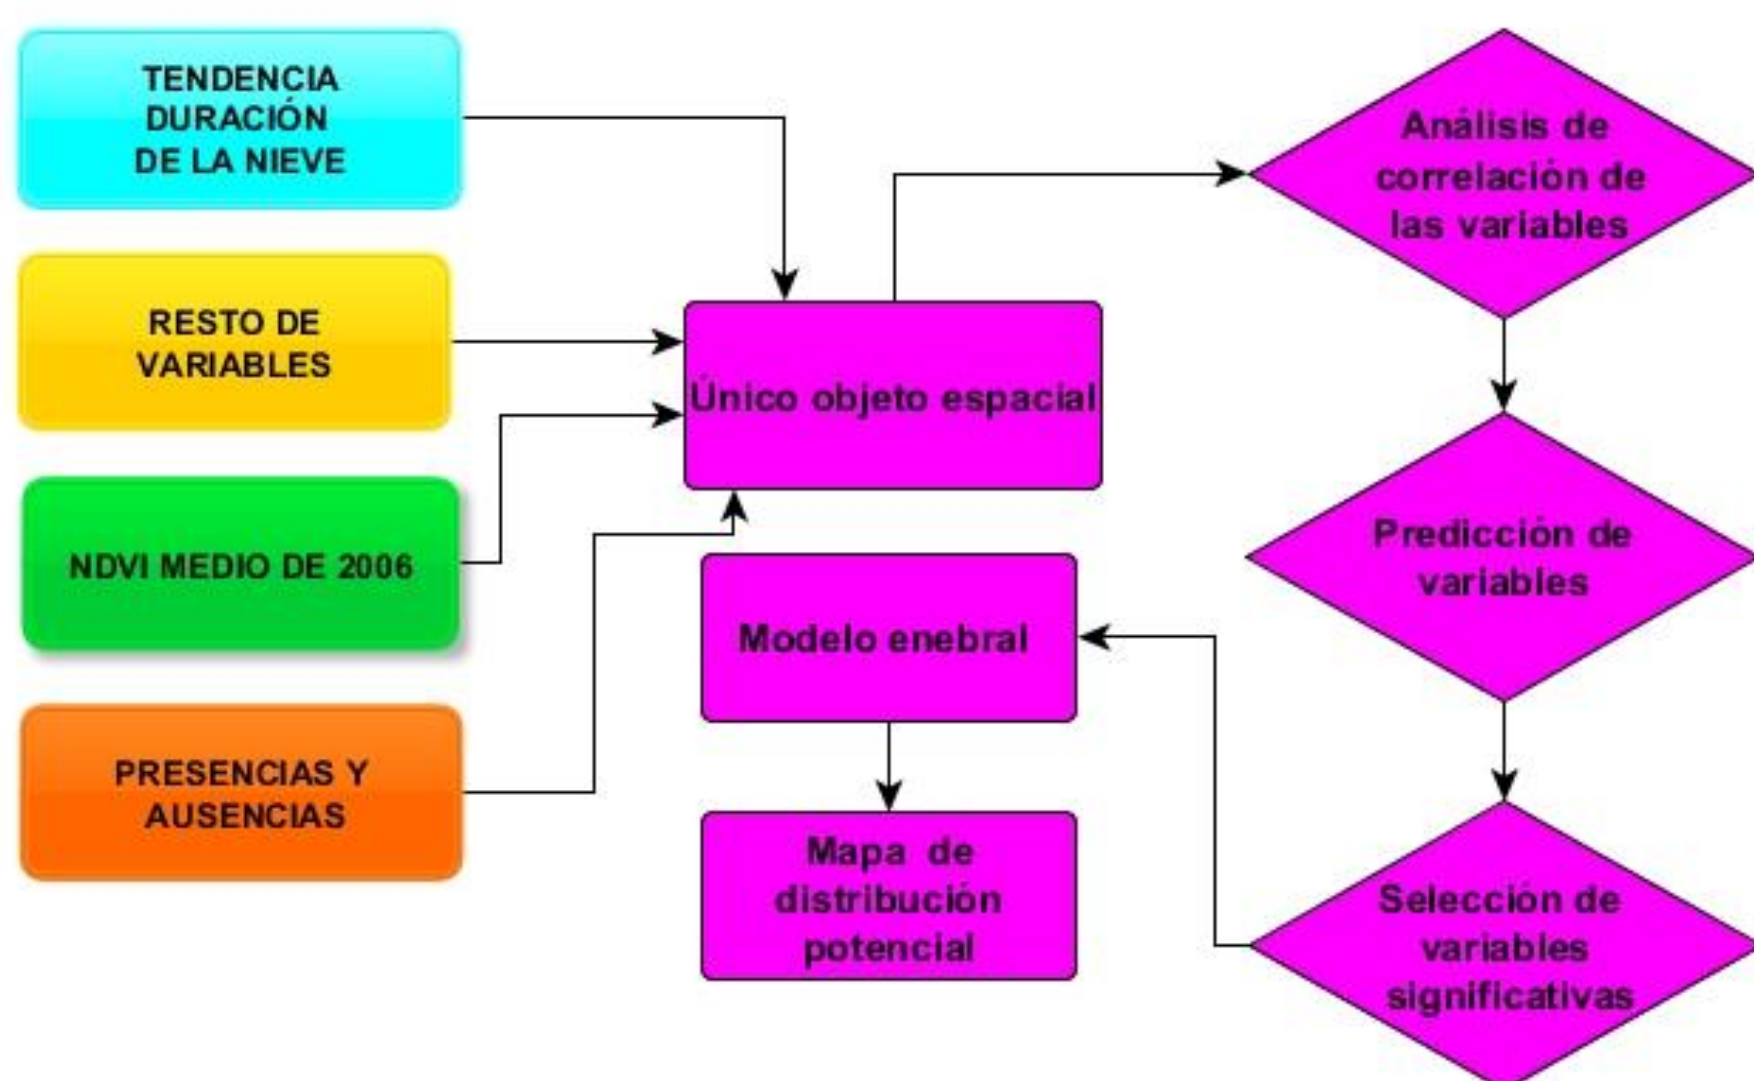 TENDENCIA
DURACIÓN
DE LA NIEVE
RESTO DE
VARIABLES
NDVI MEDIO DE 2006
PRESENCIAS Y
AUSENCIAS
Único objeto espacial
Análisis de
correlación de
las variables
Predicción de
variables
Selección de
variables
significativas
Modelo enebral
Mapa de
distribución
potencial